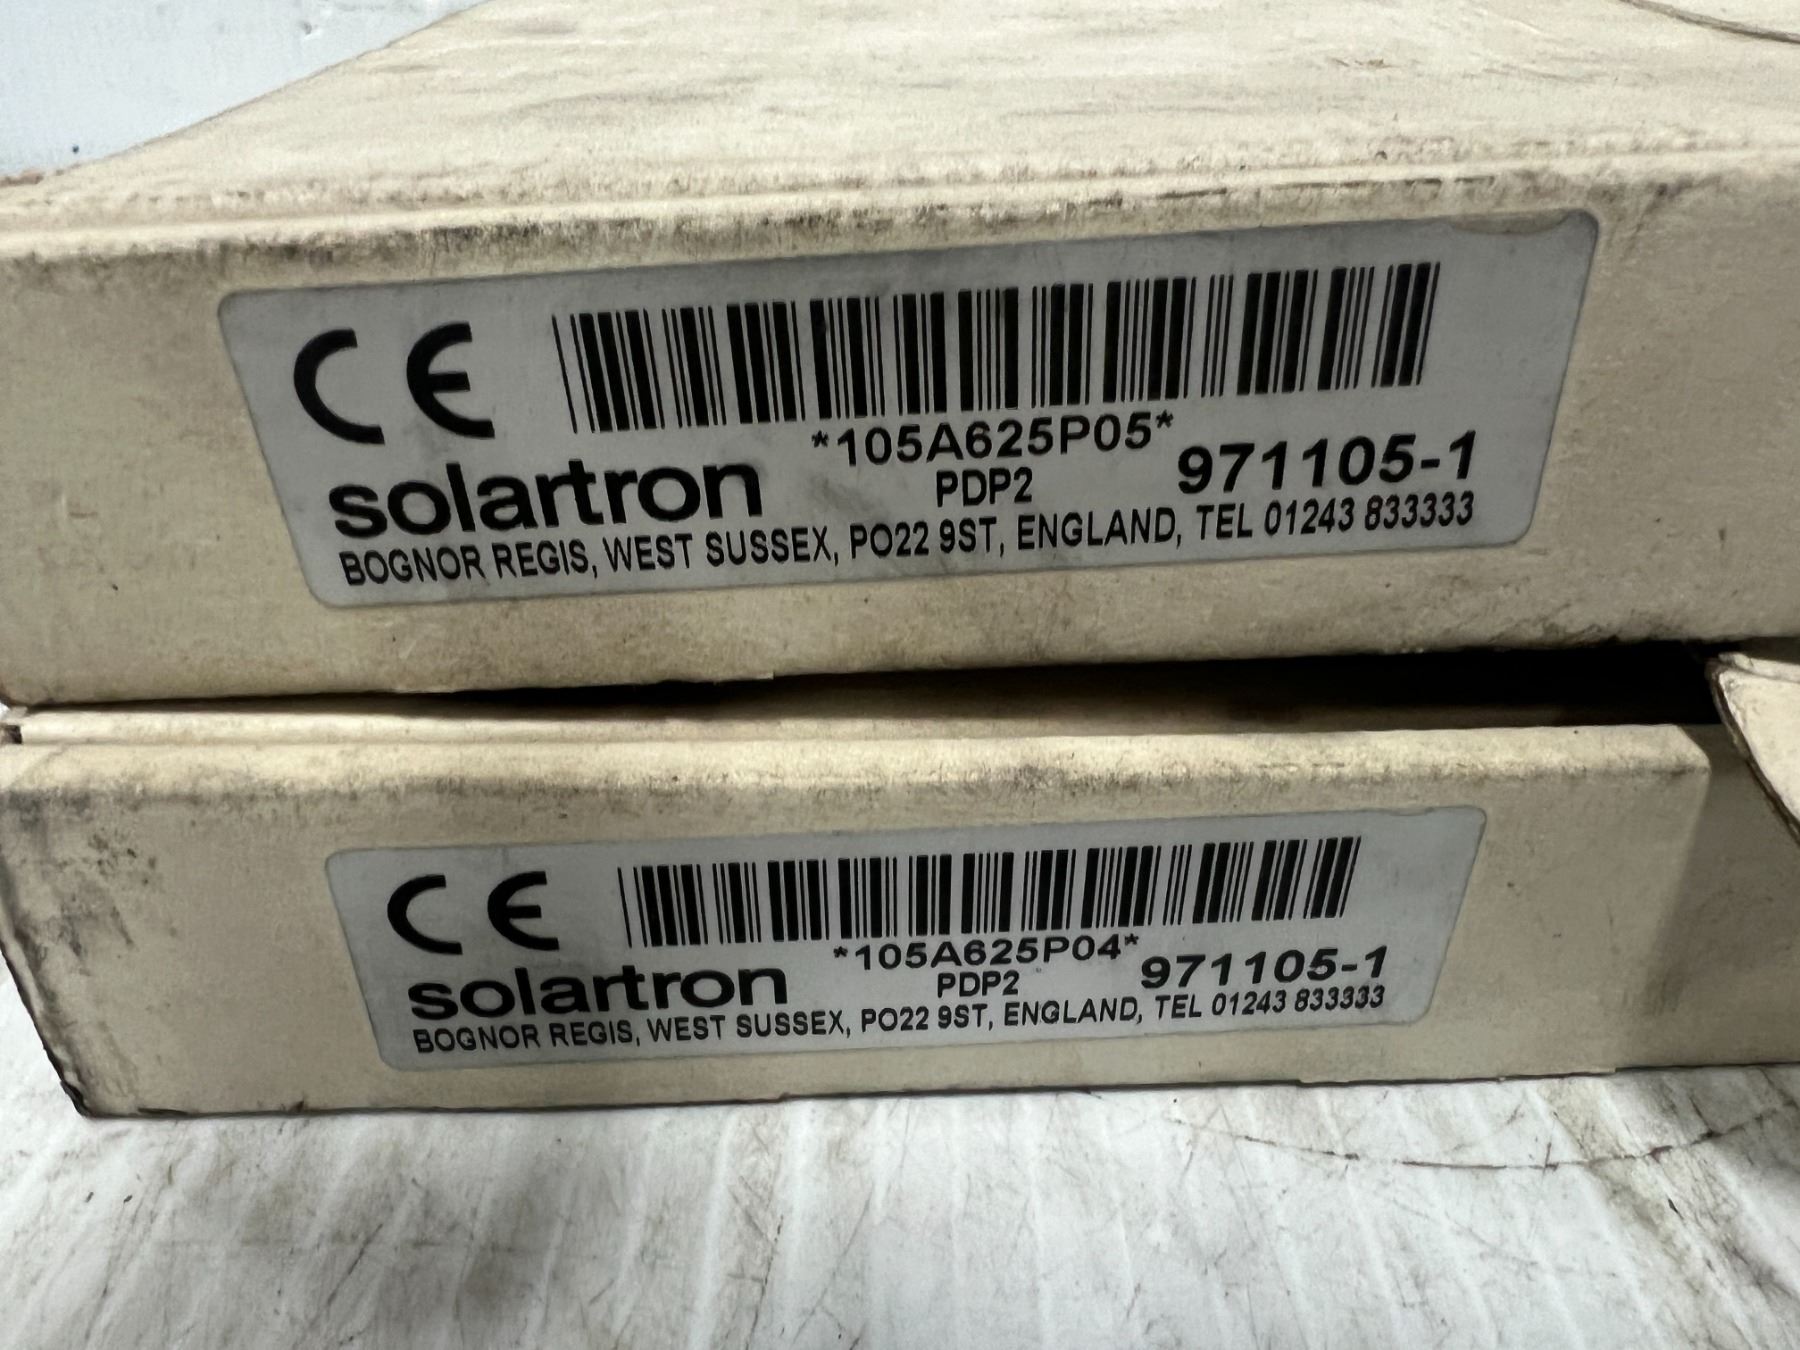 CE
*105A625P05*
solartron PDP2 971105-1
BOGNOR REGIS, WEST SUSSEX, PO22 9ST, ENGLAND, TEL 01243 833333
CE
*105A625P04*
solartron PDP2 971105-1
BOGNOR REGIS, WEST SUSSEX, PO22 9ST, ENGLAND, TEL 01243 833333